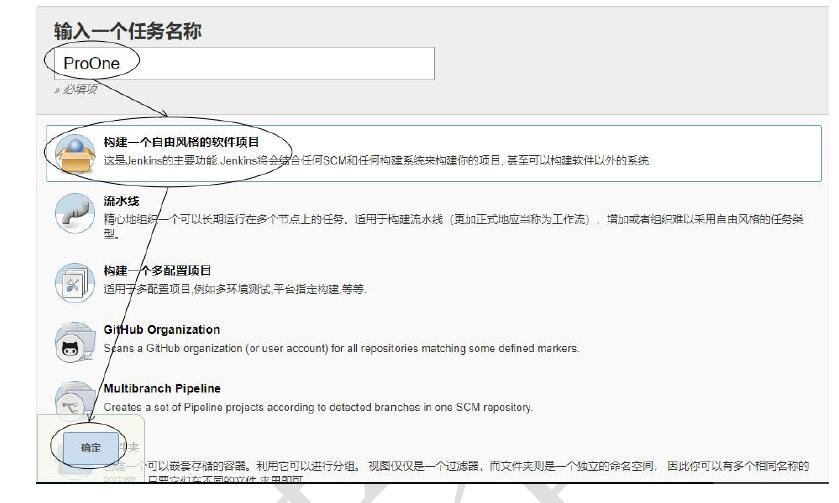 输入一个任务名称
ProOne
» 必填项
构建一个自由风格的软件项目
这是Jenkins的主要功能.Jenkins将会结合任何SCM和任何构建系统来构建你的项目, 甚至可以构建软件以外的系统.
流水线
精心地组织一个可以长期运行在多个节点上的任务。适用于构建流水线（更加正式地应当称为工作流），增加或者组织难以采用自由风格的任务类
型。
构建一个多配置项目
适用于多配置项目,例如多环境测试,平台指定构建,等等.
GitHub Organization
Scans a GitHub organization (or user account) for all repositories matching some defined markers.
Multibranch Pipeline
Creates a set of Pipeline projects according to detected branches in one SCM repository.
确定
夹
一个可以嵌套存储的容器。利用它可以进行分组。 视图仅仅是一个过滤器，而文件夹则是一个独立的命名空间， 因此你可以有多个相同名称的
只要它们在不同的文件 夹里即可